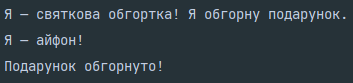 Я — святкова обгортка! Я обгорну подарунок.
Я — айфон!
Подарунок обгорнуто!